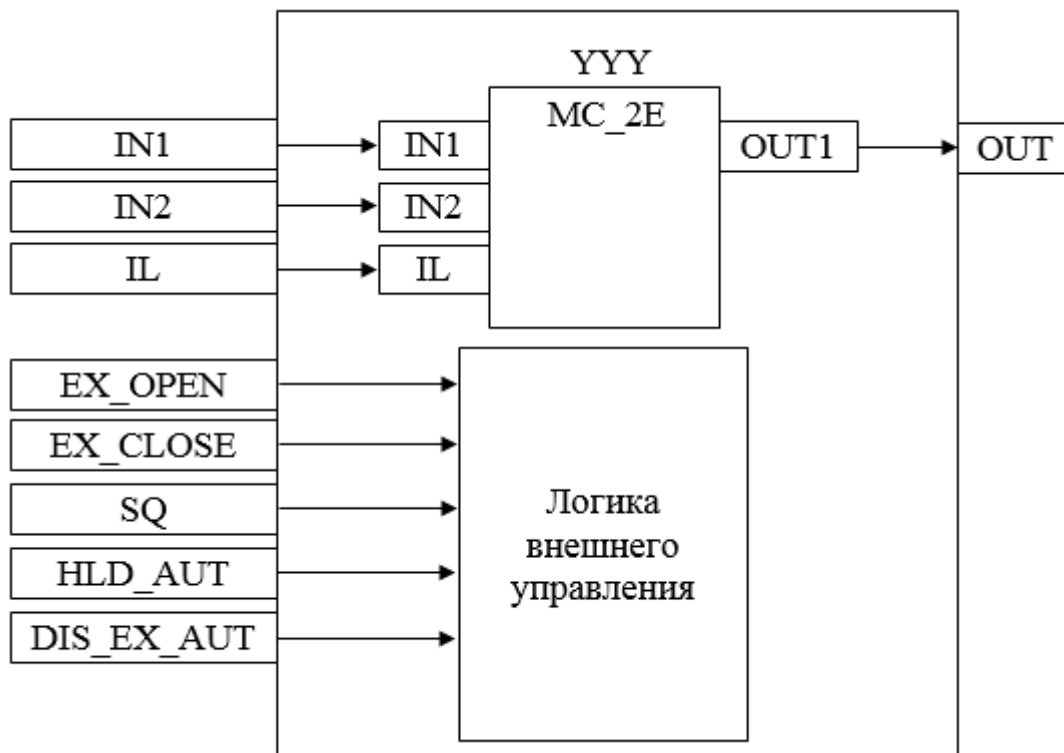 YYY
MC_2E
IN1
IN1
OUT1
OUT
IN2
IN2
IL
IL
EX_OPEN
EX_CLOSE
SQ
HLD_AUT
DIS_EX_AUT
Логика
внешнего
управления